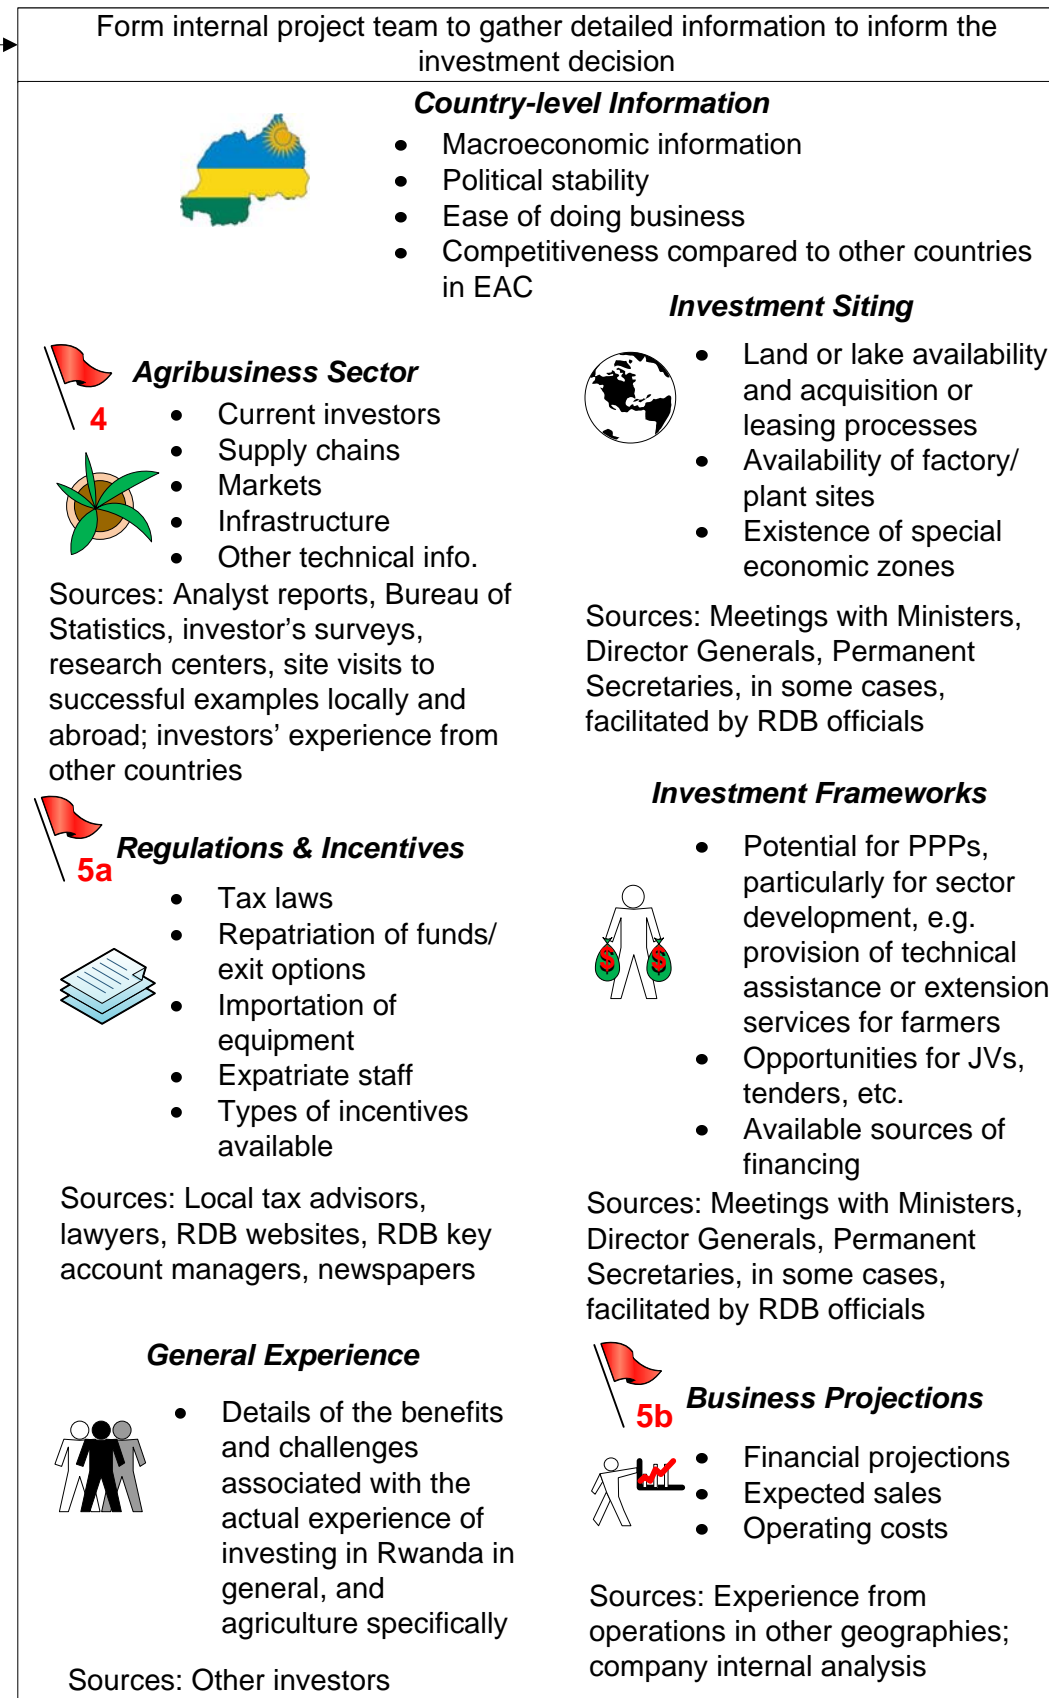 Form internal project team to gather detailed information to inform the
investment decision
Country-level Information
• Macroeconomic information
• Political stability
• Ease of doing business
• Competitiveness compared to other countries
in EAC
4
Agribusiness Sector
• Current investors
• Supply chains
• Markets
• Infrastructure
• Other technical info.
Sources: Analyst reports, Bureau of
Statistics, investor’s surveys,
research centers, site visits to
successful examples locally and
abroad; investors’ experience from
other countries
Investment Siting
• Land or lake availability
and acquisition or
leasing processes
• Availability of factory/
plant sites
• Existence of special
economic zones
Sources: Meetings with Ministers,
Director Generals, Permanent
Secretaries, in some cases,
facilitated by RDB officials
5a
Regulations & Incentives
• Tax laws
• Repatriation of funds/
exit options
• Importation of
equipment
• Expatriate staff
• Types of incentives
available
Sources: Local tax advisors,
lawyers, RDB websites, RDB key
account managers, newspapers
Investment Frameworks
• Potential for PPPs,
particularly for sector
development, e.g.
provision of technical
assistance or extension
services for farmers
• Opportunities for JVs,
tenders, etc.
• Available sources of
financing
$ $
Sources: Meetings with Ministers,
Director Generals, Permanent
Secretaries, in some cases,
facilitated by RDB officials
General Experience
• Details of the benefits
and challenges
associated with the
actual experience of
investing in Rwanda in
general, and
agriculture specifically
Sources: Other investors
5b
Business Projections
• Financial projections
• Expected sales
• Operating costs
Sources: Experience from
operations in other geographies;
company internal analysis